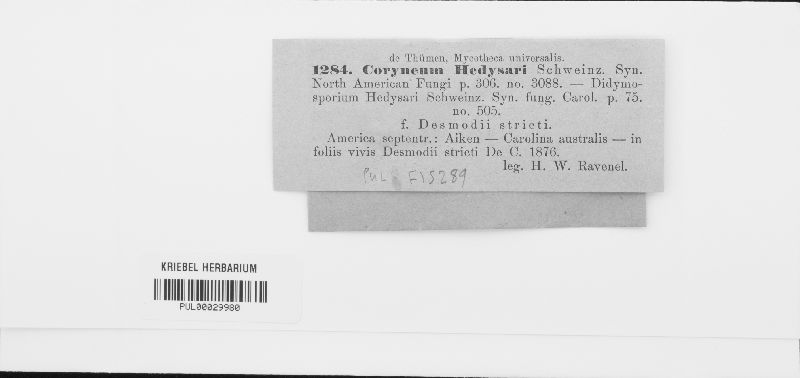 de Thümen, Mycotheca universalis.
1284. Coryneum Hedysari Schweinz. Syn.
North American Fungi p. 306. no. 3088. — Didymo-
sporium Hedysari Schweinz. Syn. fung. Carol. p. 75.
no. 505.
f. Desmodii stricti.
America septentr.: Aiken — Carolina australis — in
foliis vivis Desmodii stricti De C. 1876.
leg. H. W. Ravenel.
PUL F15289
KRIEBEL HERBARIUM
PUL00029980